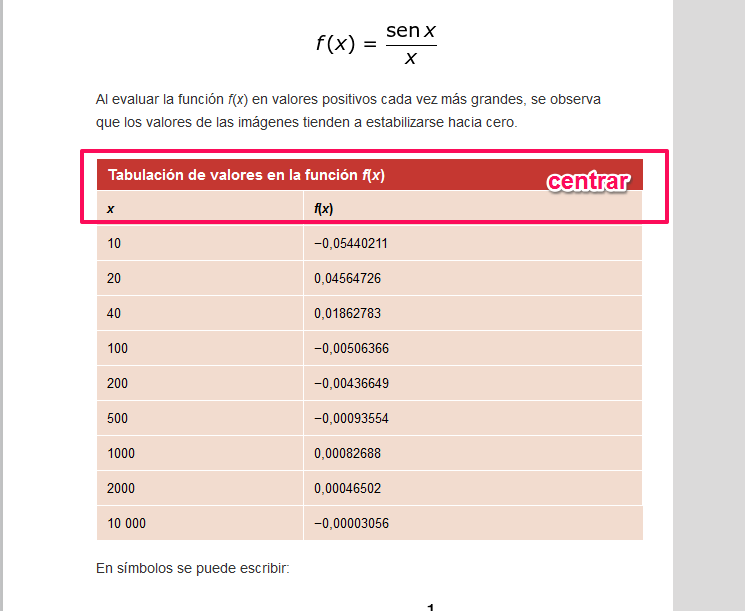 f(x) = sen x / x
Al evaluar la función f(x) en valores positivos cada vez más grandes, se observa
que los valores de las imágenes tienden a estabilizarse hacia cero.
Tabulación de valores en la función f(x)
centrar
x f(x)
10 −0,05440211
20 0,04564726
40 0,01862783
100 −0,00506366
200 −0,00436649
500 −0,00093554
1000 0,00082688
2000 0,00046502
10 000 −0,00003056
En símbolos se puede escribir: